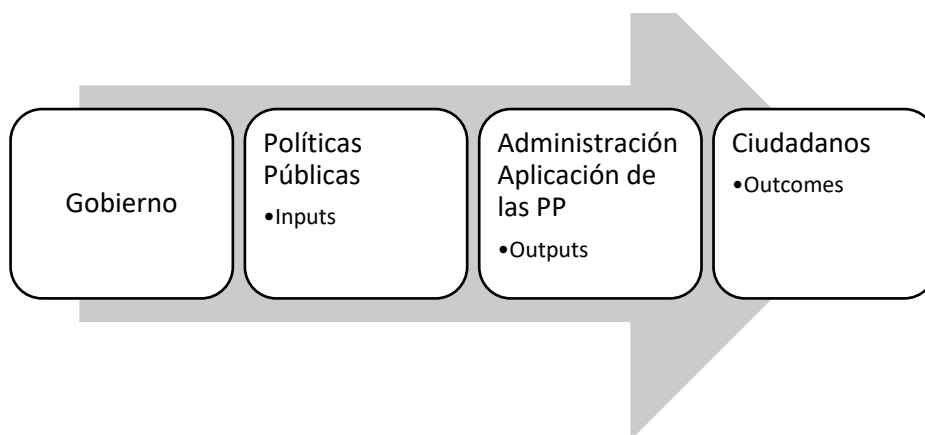 Gobierno
Políticas
Públicas
•Inputs
Administración
Aplicación de
las PP
•Outputs
Ciudadanos
•Outcomes